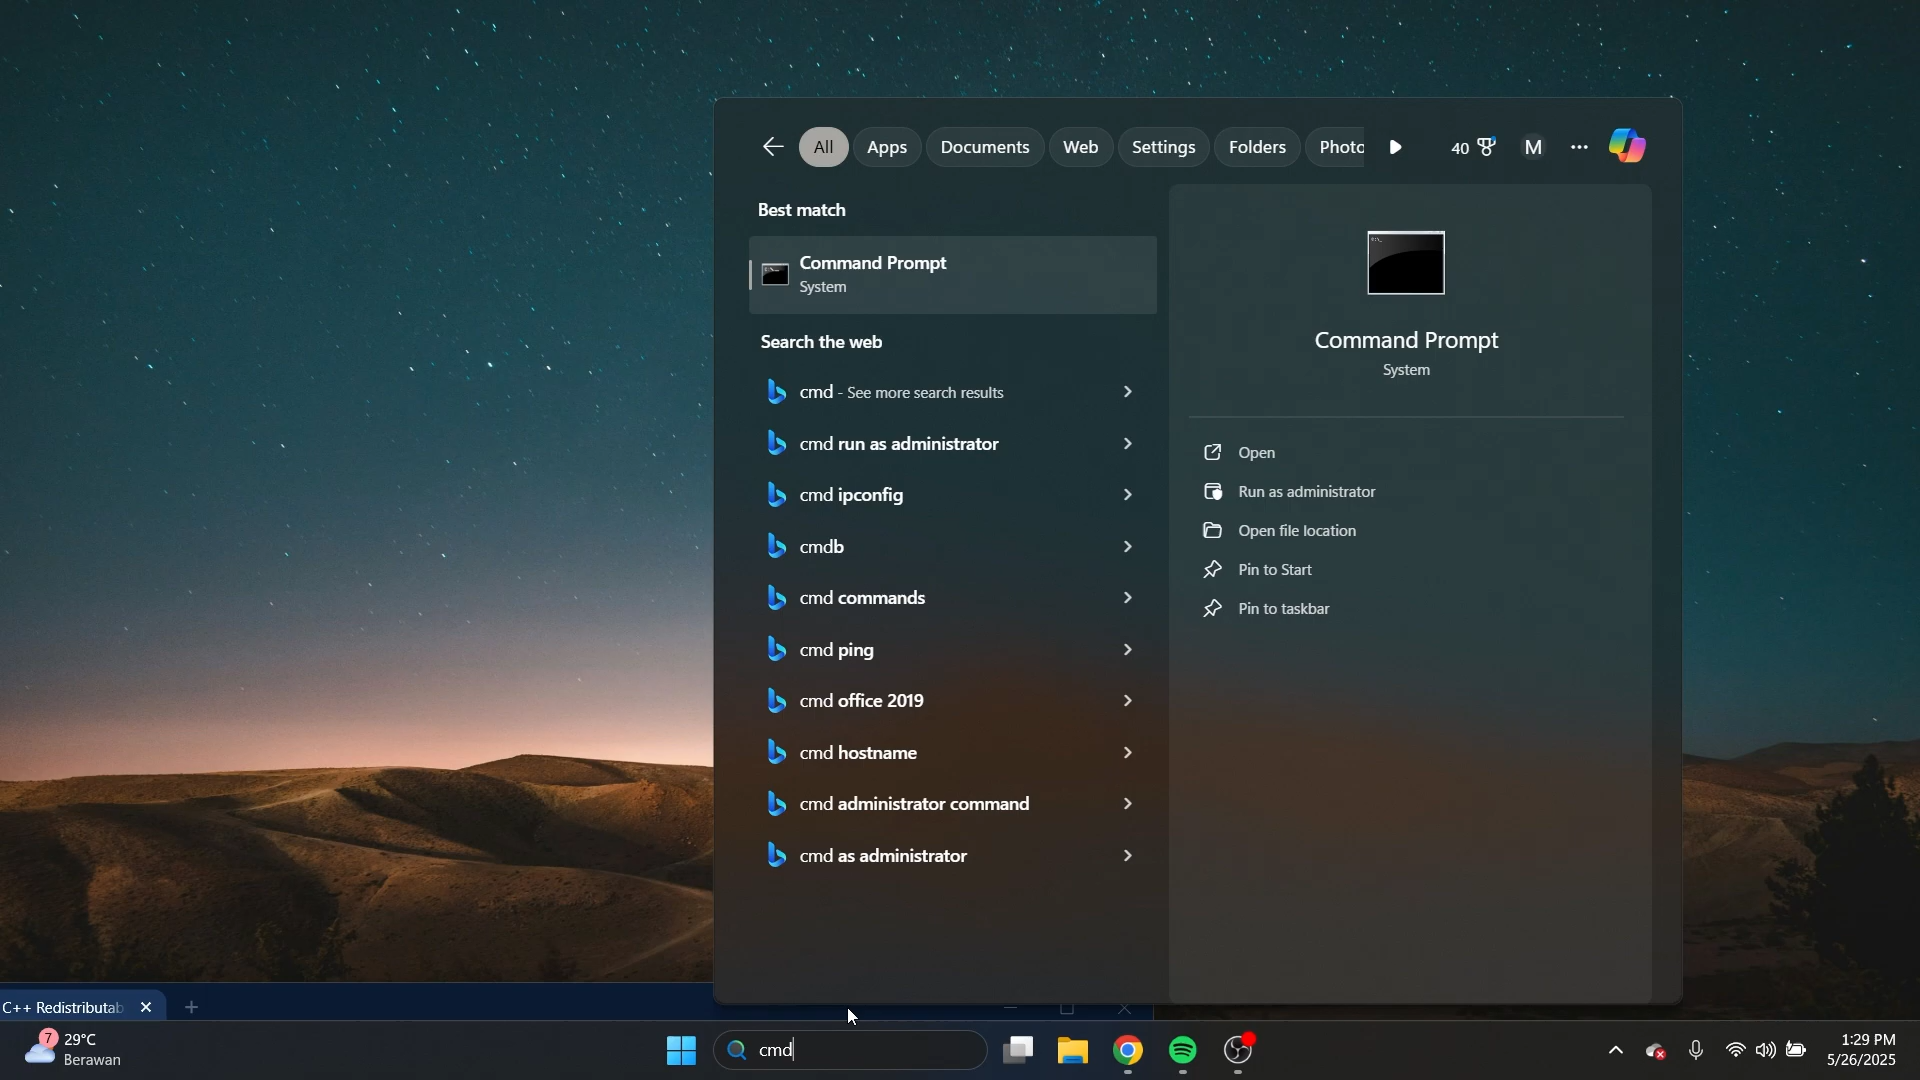 All
Apps
Documents
Web
Settings
Folders
Photo
40
M
Best match
Command Prompt
System
Search the web
cmd - See more search results
cmd run as administrator
cmd ipconfig
cmdb
cmd commands
cmd ping
cmd office 2019
cmd hostname
cmd administrator command
cmd as administrator
Command Prompt
System
Open
Run as administrator
Open file location
Pin to Start
Pin to taskbar
C++ Redistributab
7
29°C
Berawan
cmd
1:29 PM
5/26/2025